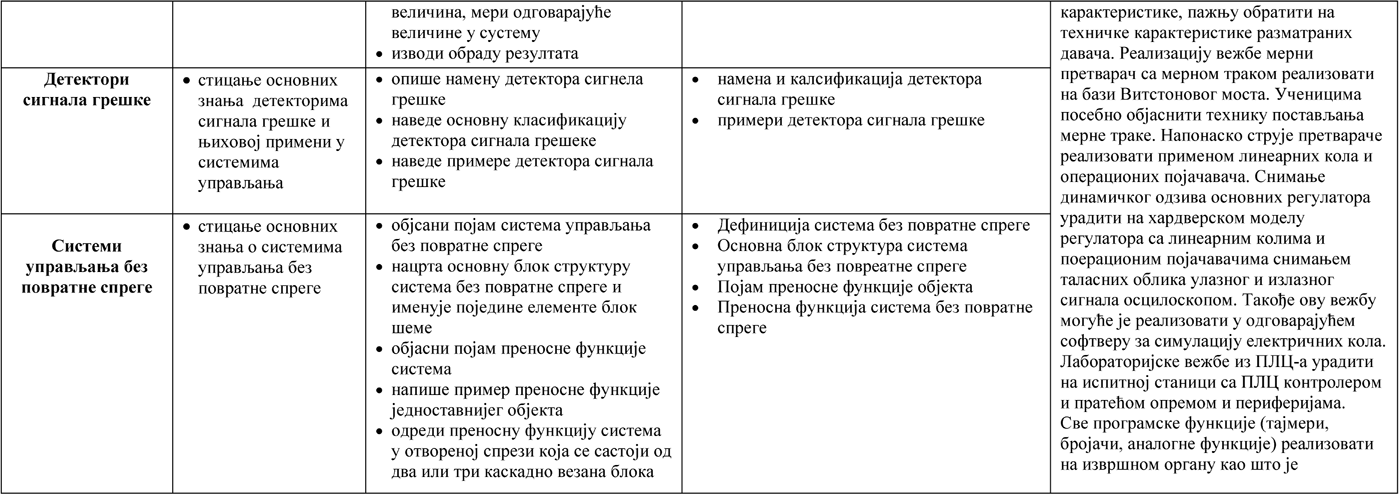 величина, мери одговарајуће
величине у систему
• изводи обраду резултата
Детектори
сигнала грешке
• стицање основних
знања детекторима
сигнала грешке и
њиховој примени у
системима
управљања
• опише намену детектора сигнела
грешке
• наведе основну класификацију
детектора сигнала грешеке
• наведе примере детектора сигнала
грешке
• намена и калсификација детектора
сигнала грешке
• примери детектора сигнала грешке
Системи
управљања без
повратне спреге
• стицање основних
знања о системима
управљања без
повратне спреге
• објсани појам система управљања
без повратне спреге
• нацрта основну блок структуру
система без повратне спреге и
именује поједине елементе блок
шеме
• објасни појам преносне функције
система
• напише пример преносне функције
једноставнијег објекта
• одреди преносну функцију система
у отвореној спрези која се састоји од
два или три каскадно везана блока
• Дефиниција система без повратне спреге
• Основна блок структура система
управљања без повреатне спреге
• Појам преносне функције објекта
• Преносна функција система без повратне
спреге
карактеристике, пажњу обратити на
техничке карактеристике разматраних
давача. Реализацију вежбе мерни
претварач са мерном траком реализовати
на бази Витстоновог моста. Ученицима
посебно објаснити технику постављања
мерне траке. Напонаско струје претвараче
реализовати применом линеарних кола и
операционих појачавача. Снимање
динамичког одзива основних регулатора
урадити на хардверском моделу
регулатора са линеарним колима и
поерационим појачавачима снимањем
таласних облика улазног и излазног
сигнала осцилоскопом. Такође ову вежбу
могуће је реализовати у одговарајућем
софтверу за симулацију електричних кола.
Лабораторијске вежбе из ПЛЦ-а урадити
на испитној станици са ПЛЦ контролером
и пратећом опремом и периферијама.
Све програмске функције (тајмери,
бројачи, аналогне функције) реализовати
на извршном органу као што је